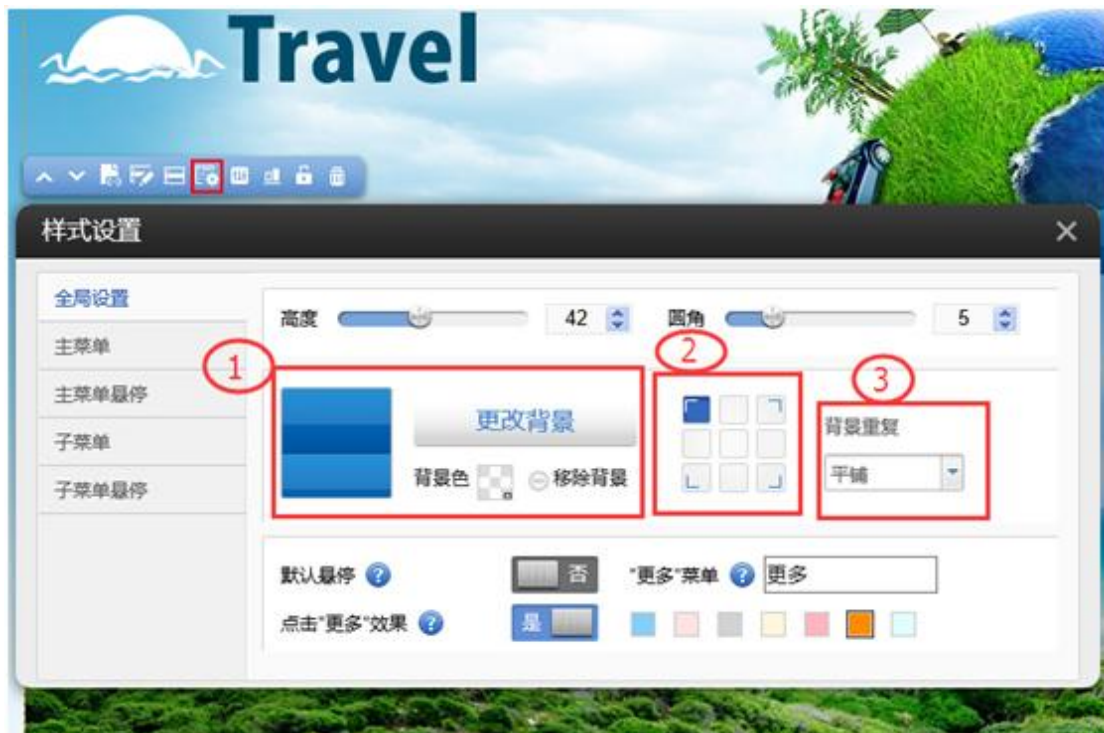 Travel
样式设置
全局设置
主菜单
主菜单悬停
子菜单
子菜单悬停
高度 42 圆角 5
1
2
3
更改背景
背景色 移除背景
背景重复
平铺
默认悬停 ? 否 "更多"菜单 ? 更多
点击"更多"效果 ? 是